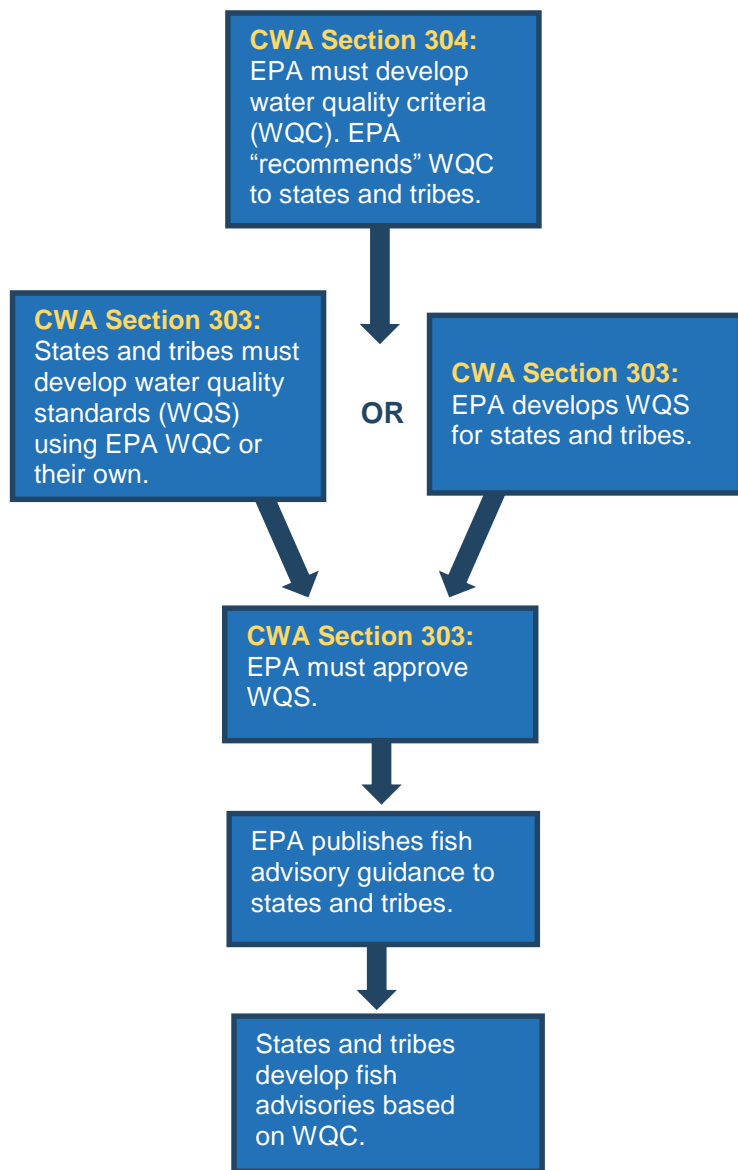 CWA Section 304:
EPA must develop
water quality criteria
(WQC). EPA
“recommends” WQC
to states and tribes.
CWA Section 303:
States and tribes must
develop water quality
standards (WQS)
using EPA WQC or
their own.
OR
CWA Section 303:
EPA develops WQS
for states and tribes.
CWA Section 303:
EPA must approve
WQS.
EPA publishes fish
advisory guidance to
states and tribes.
States and tribes
develop fish
advisories based
on WQC.